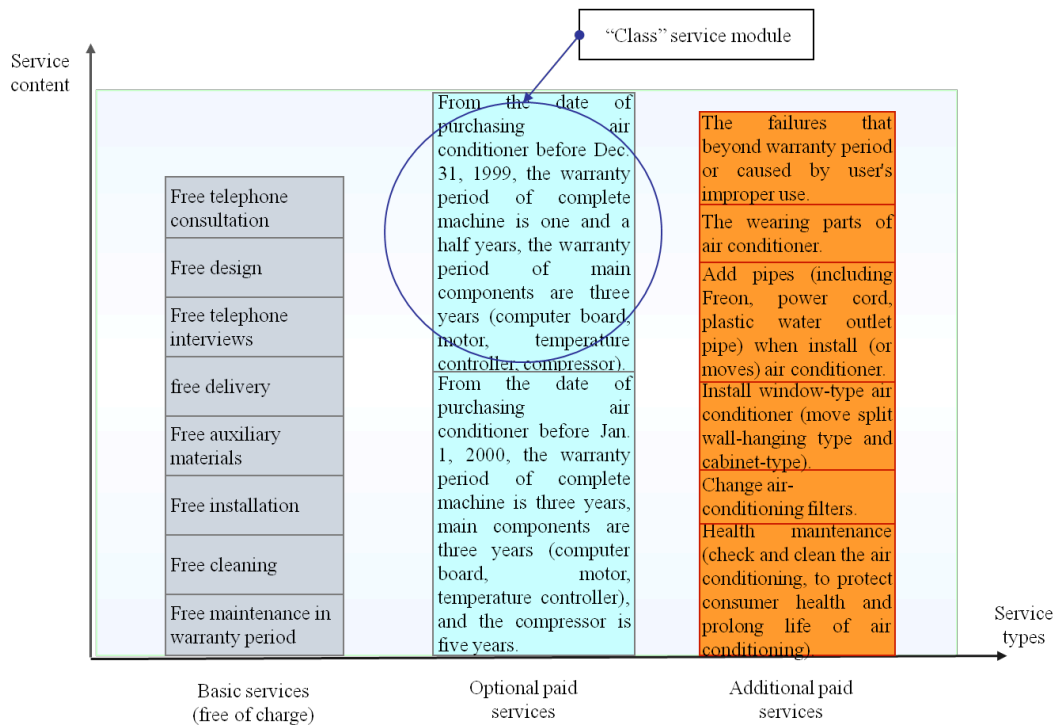 “Class” service module
Service
content
Free telephone
consultation
Free design
Free telephone
interviews
free delivery
Free auxiliary
materials
Free installation
Free cleaning
Free maintenance in
warranty period
From the date of
purchasing air
conditioner before Dec.
31, 1999, the warranty
period of complete
machine is one and a
half years, the warranty
period of main
components are three
years (computer board,
motor, temperature
controller, compressor).
From the date of
purchasing air
conditioner before Jan.
1, 2000, the warranty
period of complete
machine is three years,
main components are
three years (computer
board, motor,
temperature controller),
and the compressor is
five years.
The failures that
beyond warranty period
or caused by user's
improper use.
The wearing parts of
air conditioner.
Add pipes (including
Freon, power cord,
plastic water outlet
pipe) when install (or
moves) air conditioner.
Install window-type air
conditioner (move split
wall-hanging type and
cabinet-type).
Change air-
conditioning filters.
Health maintenance
(check and clean the air
conditioning, to protect
consumer health and
prolong life of air
conditioning)
Service
types
Basic services
(free of charge)
Optional paid
services
Additional paid
services